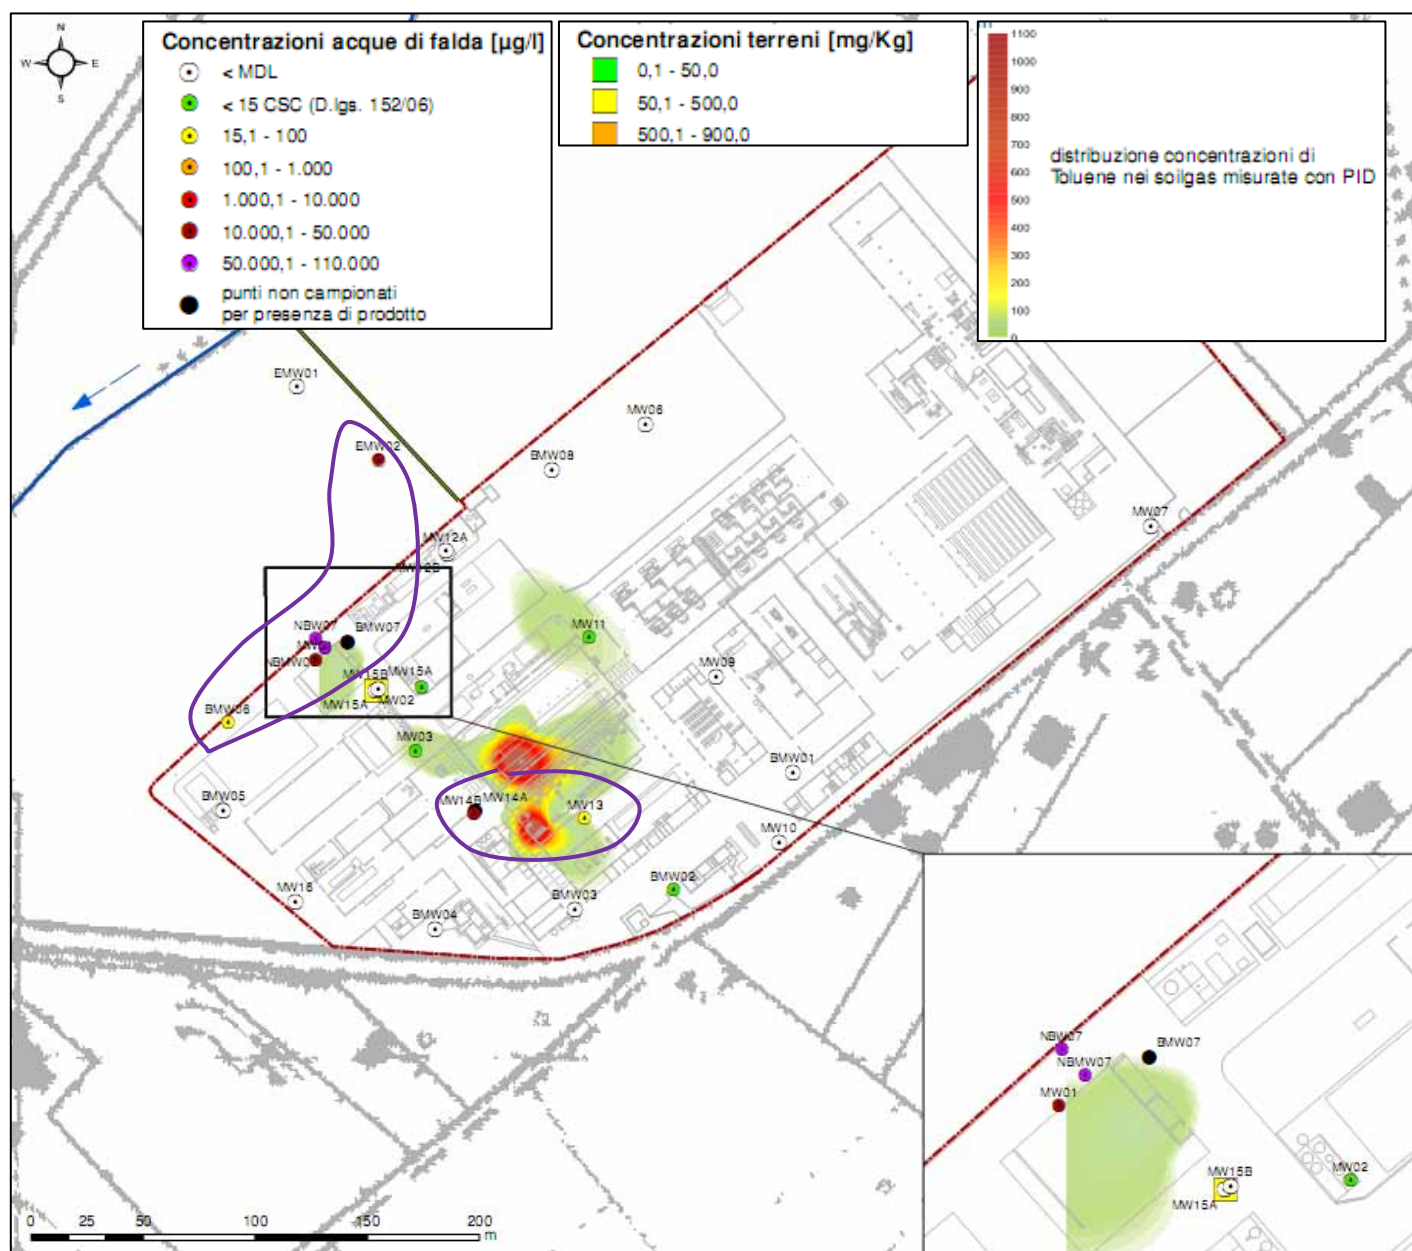 N
W E
S
Concentrazioni acque di falda [µg/l]
< MDL
< 15 CSC (D.lgs. 152/06)
15,1 - 100
100,1 - 1.000
1.000,1 - 10.000
10.000,1 - 50.000
50.000,1 - 110.000
punti non campionati
per presenza di prodotto
Concentrazioni terreni [mg/Kg]
0,1 - 50,0
50,1 - 500,0
500,1 - 900,0
1100
1000
900
800
700
600
500
400
300
200
100
0
distribuzione concentrazioni di
Toluene nei soilgas misurate con PID
EMW01
EMW02
MW06
BMW08
MW07
MW12A
NBW07
BMW07
MW11
MW15B
MW15A
MW09
MW15A
MW02
BMW06
MW03
BMW01
BMW05
MW14B
MW14A
MW13
MW10
MW16
BMW04
BMW03
BMW02
K 2
NBW07
BMW07
NBMW07
MW01
MW15B
MW15A
MW02
0 25 50 100 150 200
m